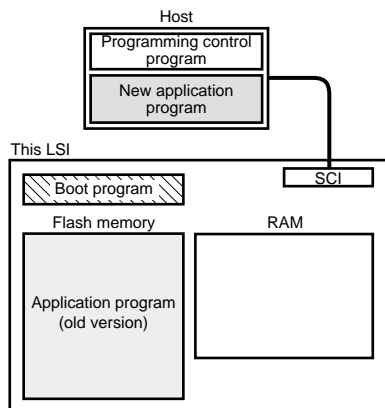 Host
Programming control
program
New application
program
This LSI
SCI
Boot program
Flash memory
RAM
Application program
(old version)